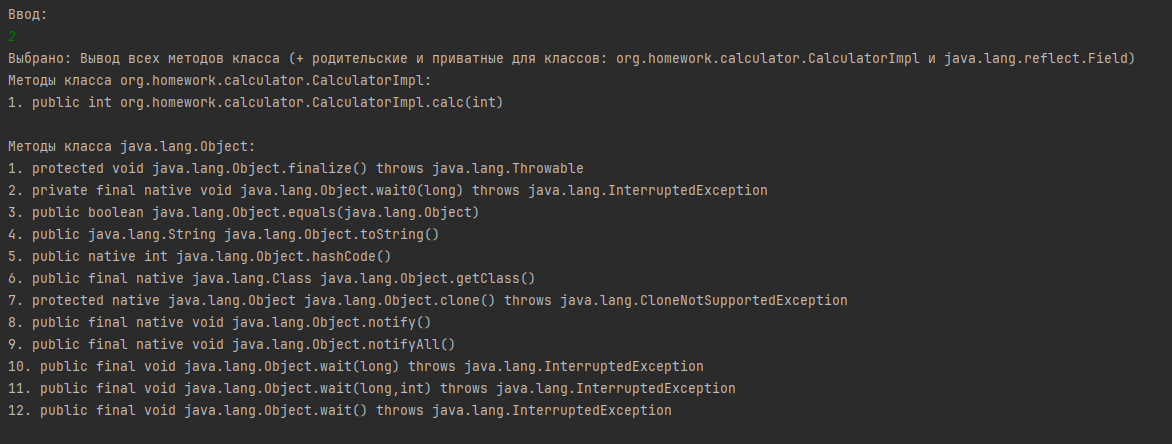 Ввод:
2
Выбрано: Вывод всех методов класса (+ родительские и приватные для классов: org.homework.calculator.CalculatorImpl и java.lang.reflect.Field)
Методы класса org.homework.calculator.CalculatorImpl:
1. public int org.homework.calculator.CalculatorImpl.calc(int)
Методы класса java.lang.Object:
1. protected void java.lang.Object.finalize() throws java.lang.Throwable
2. private final native void java.lang.Object.wait0(long) throws java.lang.InterruptedException
3. public boolean java.lang.Object.equals(java.lang.Object)
4. public java.lang.String java.lang.Object.toString()
5. public native int java.lang.Object.hashCode()
6. public final native java.lang.Class java.lang.Object.getClass()
7. protected native java.lang.Object java.lang.Object.clone() throws java.lang.CloneNotSupportedException
8. public final native void java.lang.Object.notify()
9. public final native void java.lang.Object.notifyAll()
10. public final void java.lang.Object.wait(long) throws java.lang.InterruptedException
11. public final void java.lang.Object.wait(long,int) throws java.lang.InterruptedException
12. public final void java.lang.Object.wait() throws java.lang.InterruptedException